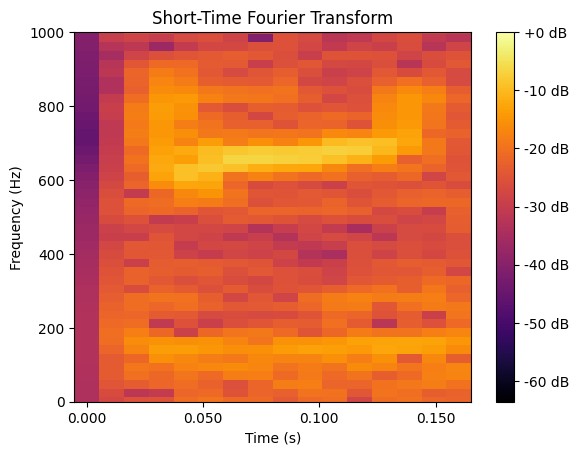 Short-Time Fourier Transform
Frequency (Hz)
1000
800
600
400
200
0
0.000
0.050
0.100
0.150
Time (s)
+0 dB
-10 dB
-20 dB
-30 dB
-40 dB
-50 dB
-60 dB